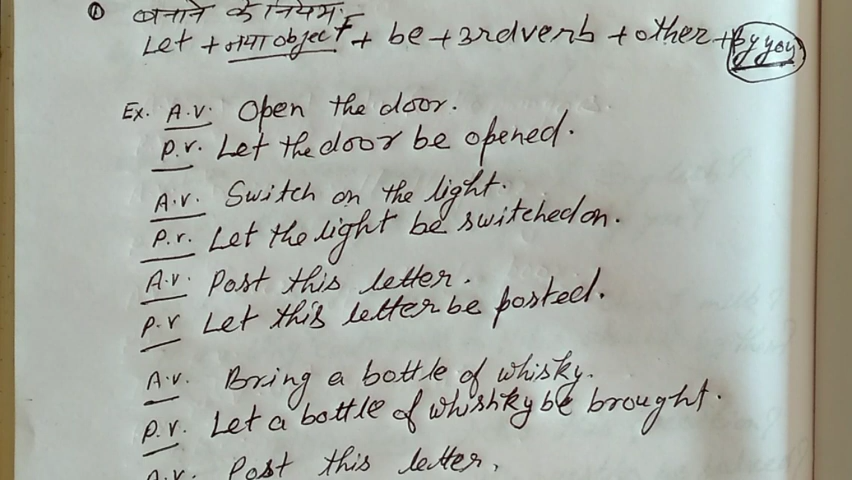 ① बनाने के नियम:
Let + नया object + be + 3rd verb + other + by you
Ex. A.V. Open the door.
P.V. Let the door be opened.
A.V. Switch on the light.
P.V. Let the light be switched on.
A.V. Post this letter.
P.V Let this letter be posted.
A.V. Bring a bottle of whisky.
P.V. Let a bottle of whishky be brought.
A.V. Post this letter,